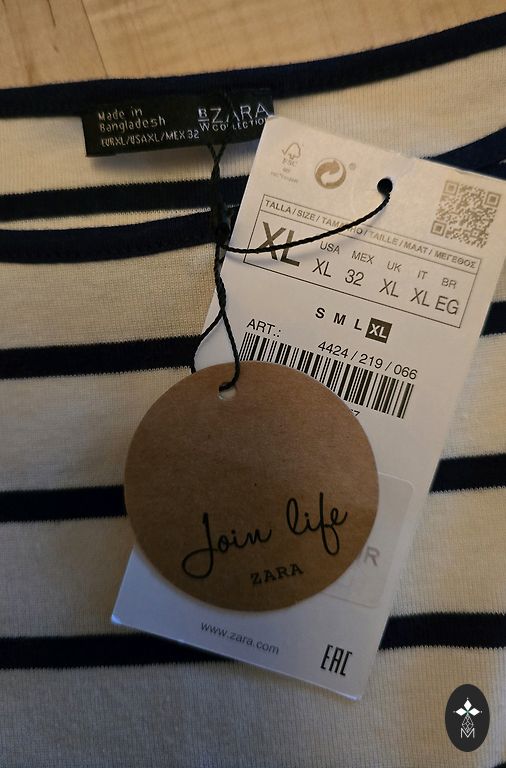 Made in
Bangladesh
EUR XL/USA XL/MEX 32
B ZARA
W COLLECTION
FSC
TALLA / SIZE / TAMANHO / TAILLE / MAAT / ΜΕΓΕΘΟΣ
XL
USA MEX UK IT BR
XL 32 XL XL EG
S M L XL
ART.:
4424 / 219 / 066
Join life
ZARA
R
www.zara.com
EAC
M